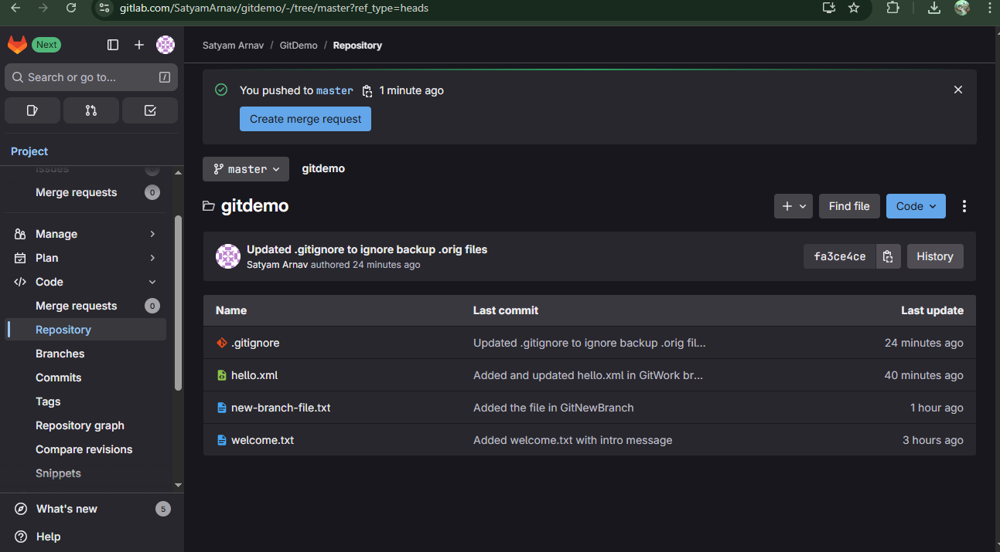 gitlab.com/SatyamArnav/gitdemo/-/tree/master?ref_type=heads
Next
Search or go to...
/
Project
Issues
Merge requests 0
Manage
Plan
Code
Merge requests 0
Repository
Branches
Commits
Tags
Repository graph
Compare revisions
Snippets
What's new 5
Help
Satyam Arnav / GitDemo / Repository
You pushed to master 1 minute ago
Create merge request
master gitdemo
gitdemo
Find file
Code
Updated .gitignore to ignore backup .orig files
Satyam Arnav authored 24 minutes ago
fa3ce4ce
History
Name Last commit Last update
.gitignore Updated .gitignore to ignore backup .orig fil... 24 minutes ago
hello.xml Added and updated hello.xml in GitWork br... 40 minutes ago
new-branch-file.txt Added the file in GitNewBranch 1 hour ago
welcome.txt Added welcome.txt with intro message 3 hours ago